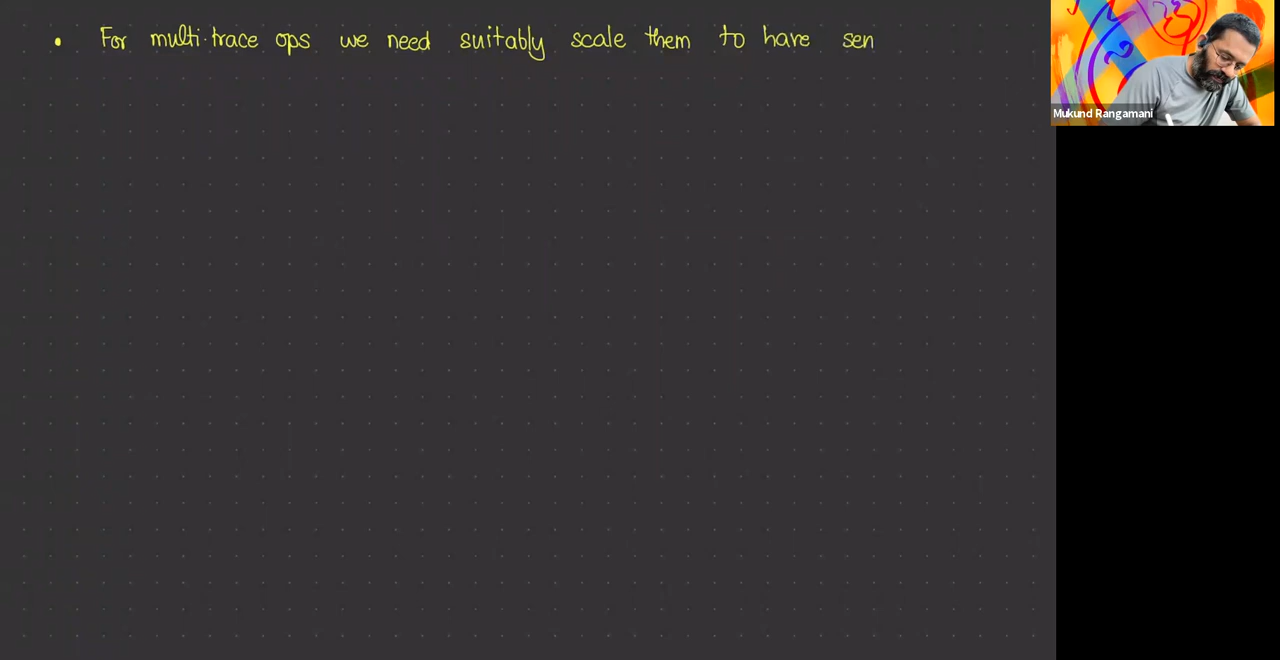 • For multi-trace ops we need suitably scale them to have sen
Mukund Rangamani